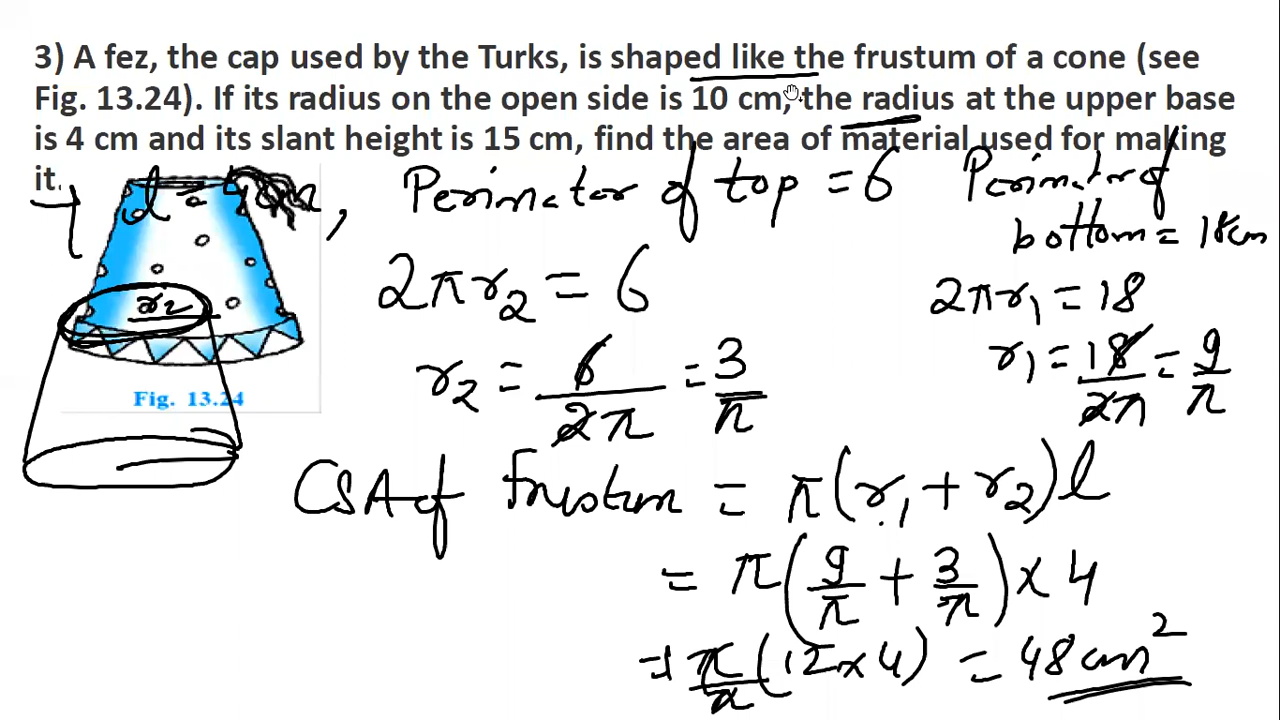 3) A fez, the cap used by the Turks, is shaped like the frustum of a cone (see
Fig. 13.24). If its radius on the open side is 10 cm, the radius at the upper base
is 4 cm and its slant height is 15 cm, find the area of material used for making
it.
d = 4cm, Perimator of top = 6
Perimator of
bottom = 18cm
2πr2 = 6
2πr1 = 18
r2
r2 = 6/2π = 3/π
r1 = 18/2π = 9/π
Fig. 13.24
CSA of Frustum = π(r1 + r2)l
= π(9/π + 3/π) × 4
= π/π (12 × 4) = 48 cm²